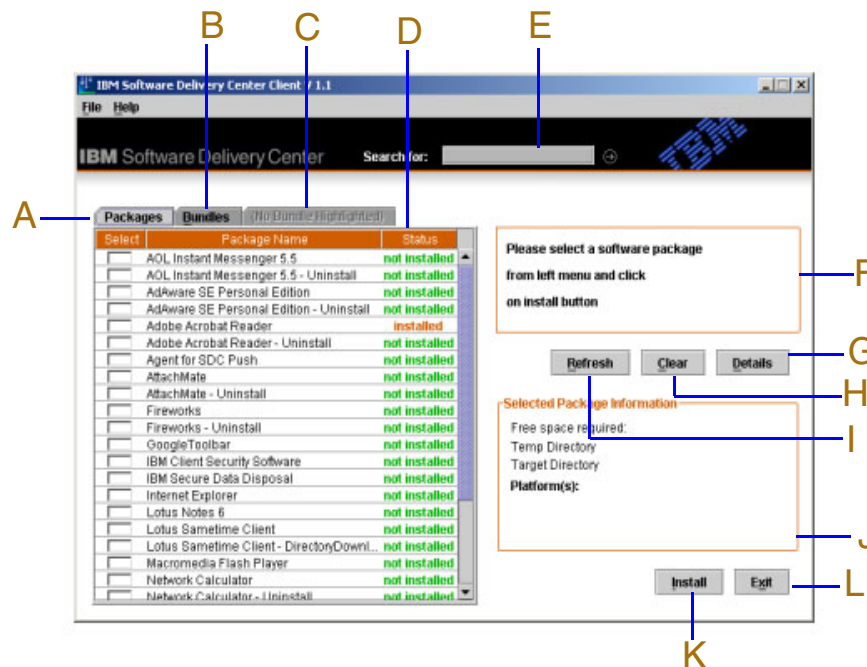 B
C
D
E
IBM Software Delivery Center Client V 1.1
File Help
IBM Software Delivery Center
Search for:
IBM
A
Packages
Bundles
(No Bundle Highlighted)
Select
Package Name
Status
AOL Instant Messenger 5.5 not installed
AOL Instant Messenger 5.5 - Uninstall not installed
AdAware SE Personal Edition not installed
AdAware SE Personal Edition - Uninstall not installed
Adobe Acrobat Reader installed
Adobe Acrobat Reader - Uninstall not installed
Agent for SDC Push not installed
AttachMate not installed
AttachMate - Uninstall not installed
Fireworks not installed
Fireworks - Uninstall not installed
GoogleToolbar not installed
IBM Client Security Software not installed
IBM Secure Data Disposal not installed
Internet Explorer not installed
Lotus Notes 6 not installed
Lotus Sametime Client not installed
Lotus Sametime Client - DirectoryDownl... not installed
Macromedia Flash Player not installed
Network Calculator not installed
Network Calculator - Uninstall not installed
Please select a software package
from left menu and click
on install button
F
Refresh
Clear
Details
G
H
I
Selected Package Information
Free space required:
Temp Directory
Target Directory
Platform(s):
J
Install
Exit
L
K